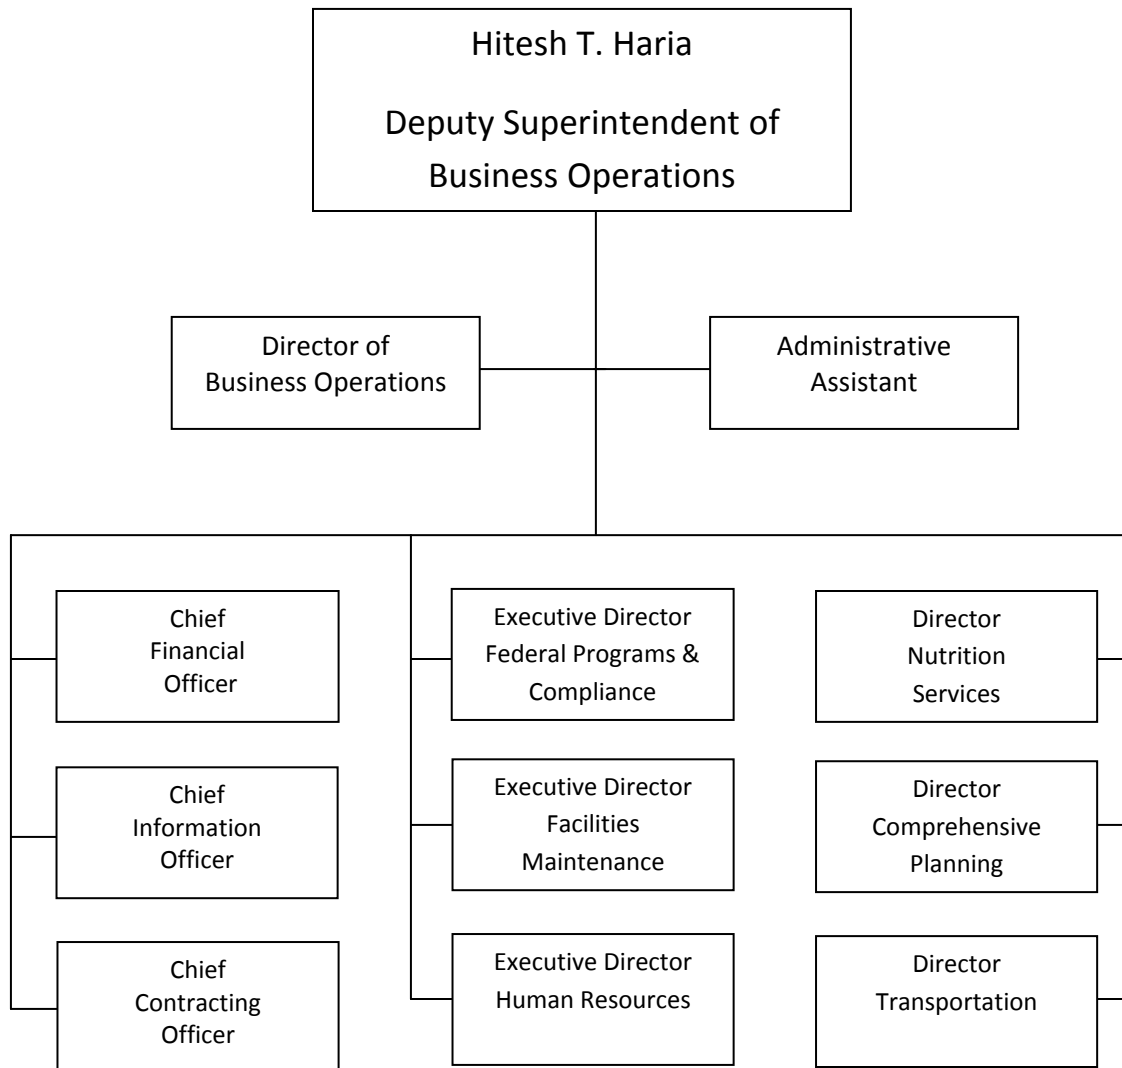 Hitesh T. Haria
Deputy Superintendent of
Business Operations
Director of
Business Operations
Administrative
Assistant
Chief
Financial
Officer
Executive Director
Federal Programs &
Compliance
Director
Nutrition
Services
Chief
Information
Officer
Executive Director
Facilities
Maintenance
Director
Comprehensive
Planning
Chief
Contracting
Officer
Executive Director
Human Resources
Director
Transportation